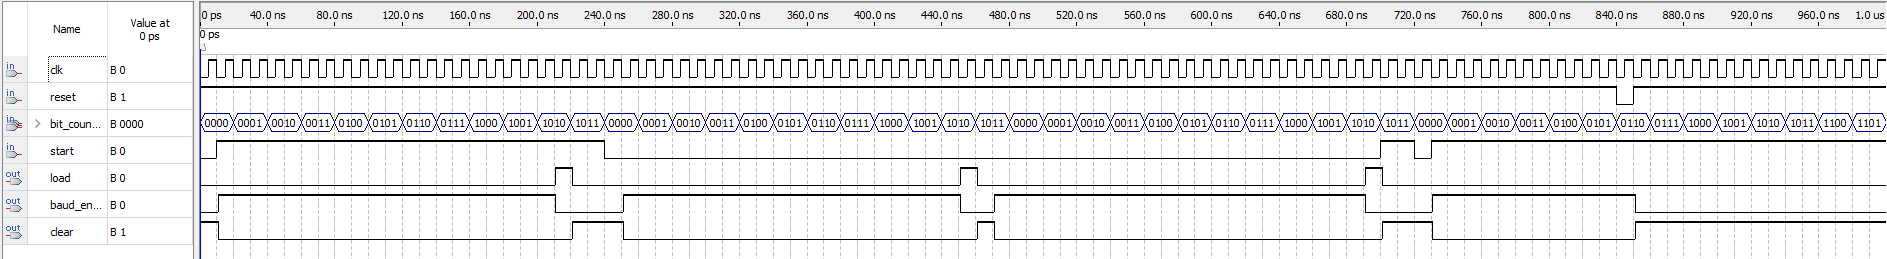 Name Value at 0 ps
0 ps 40.0 ns 80.0 ns 120.0 ns 160.0 ns 200.0 ns 240.0 ns 280.0 ns 320.0 ns 360.0 ns 400.0 ns 440.0 ns 480.0 ns 520.0 ns 560.0 ns 600.0 ns 640.0 ns 680.0 ns 720.0 ns 760.0 ns 800.0 ns 840.0 ns 880.0 ns 920.0 ns 960.0 ns 1.0 us
0 ps
in clk B 0
in reset B 1
in > bit_coun... B 0000 0000 0001 0010 0011 0100 0101 0110 0111 1000 1001 1010 1011 0000 0001 0010 0011 0100 0101 0110 0111 1000 1001 1010 1011 0000 0001 0010 0011 0100 0101 0110 0111 1000 1001 1010 1011 0000 0001 0010 0011 0100 0101 0110 0111 1000 1001 1010 1011 1100 1101
in start B 0
out load B 0
out baud_en... B 0
out clear B 1